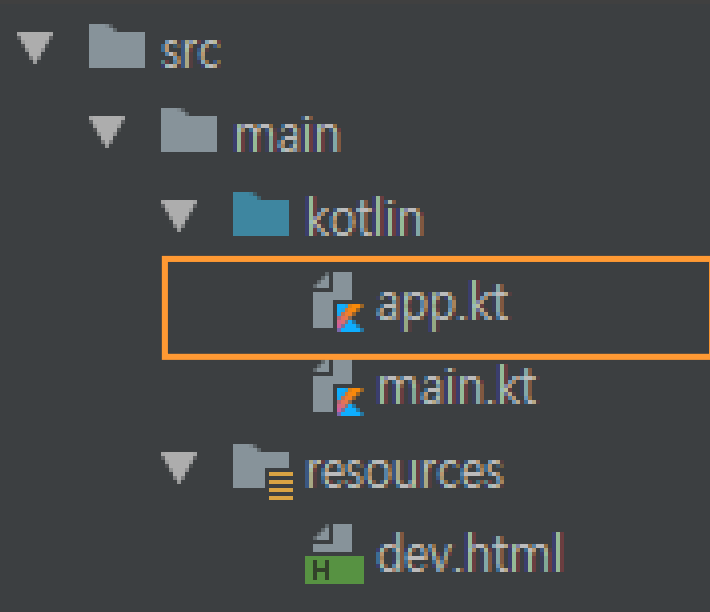 src
main
kotlin
app.kt
main.kt
resources
dev.html
H